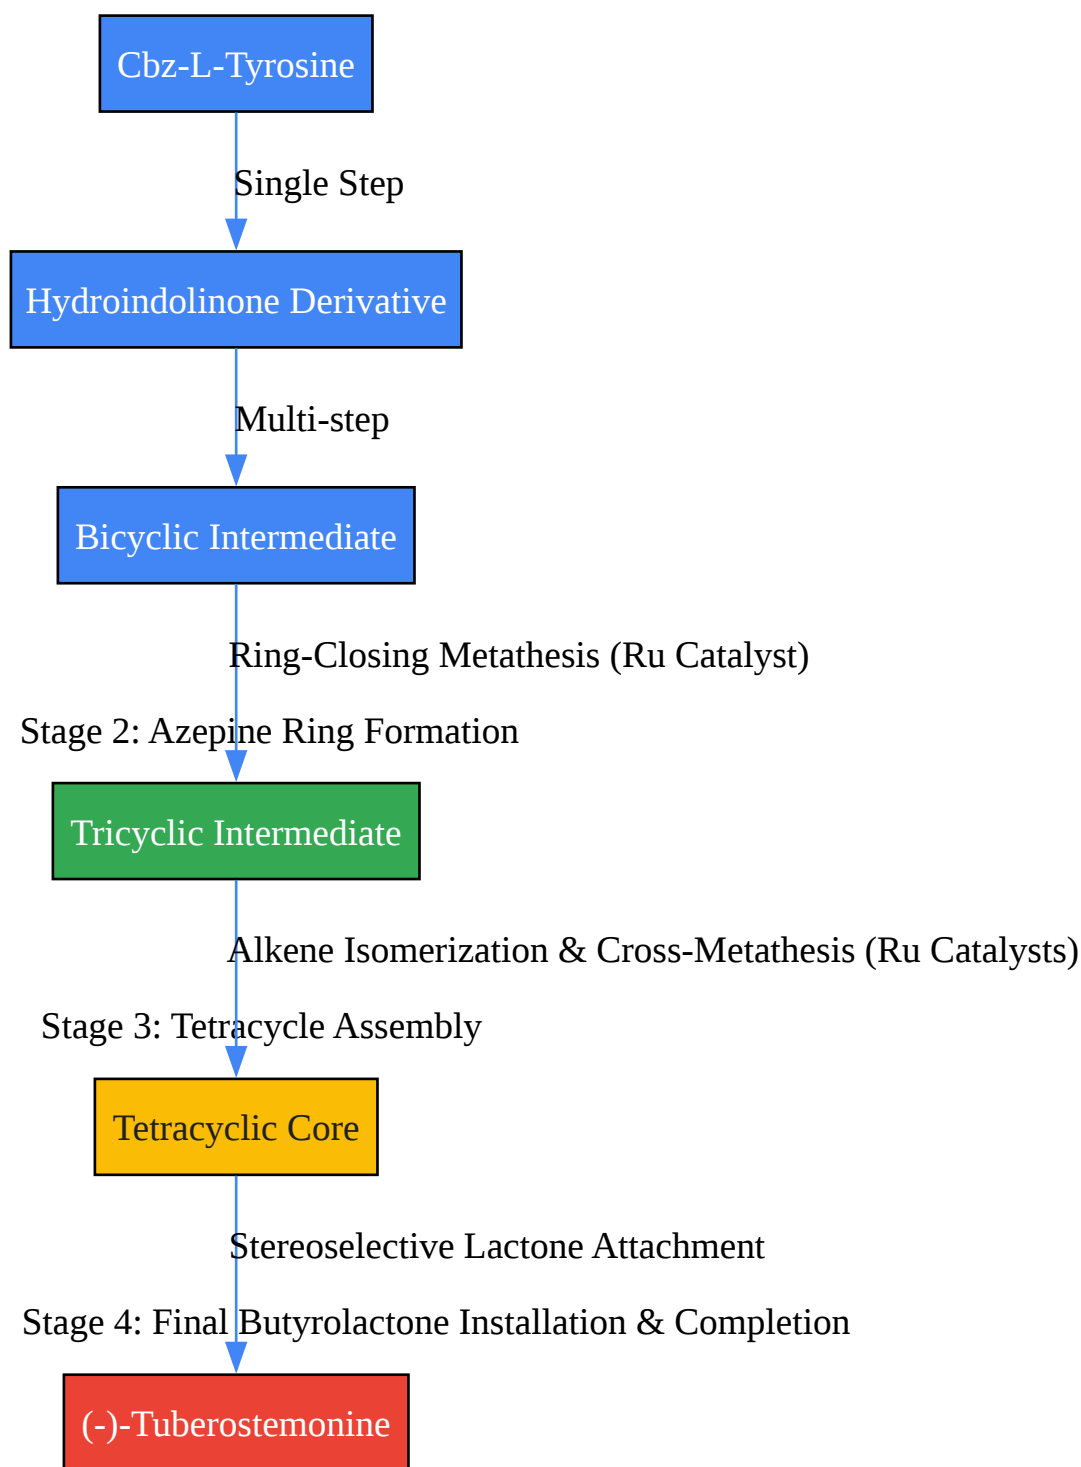 Cbz-L-Tyrosine
Single Step
Hydroindolinone Derivative
Multi-step
Bicyclic Intermediate
Ring-Closing Metathesis (Ru Catalyst)
Stage 2: Azepine Ring Formation
Tricyclic Intermediate
Alkene Isomerization & Cross-Metathesis (Ru Catalysts)
Stage 3: Tetracycle Assembly
Tetracyclic Core
Stereoselective Lactone Attachment
Stage 4: Final Butyrolactone Installation & Completion
(-)-Tuberostemonine